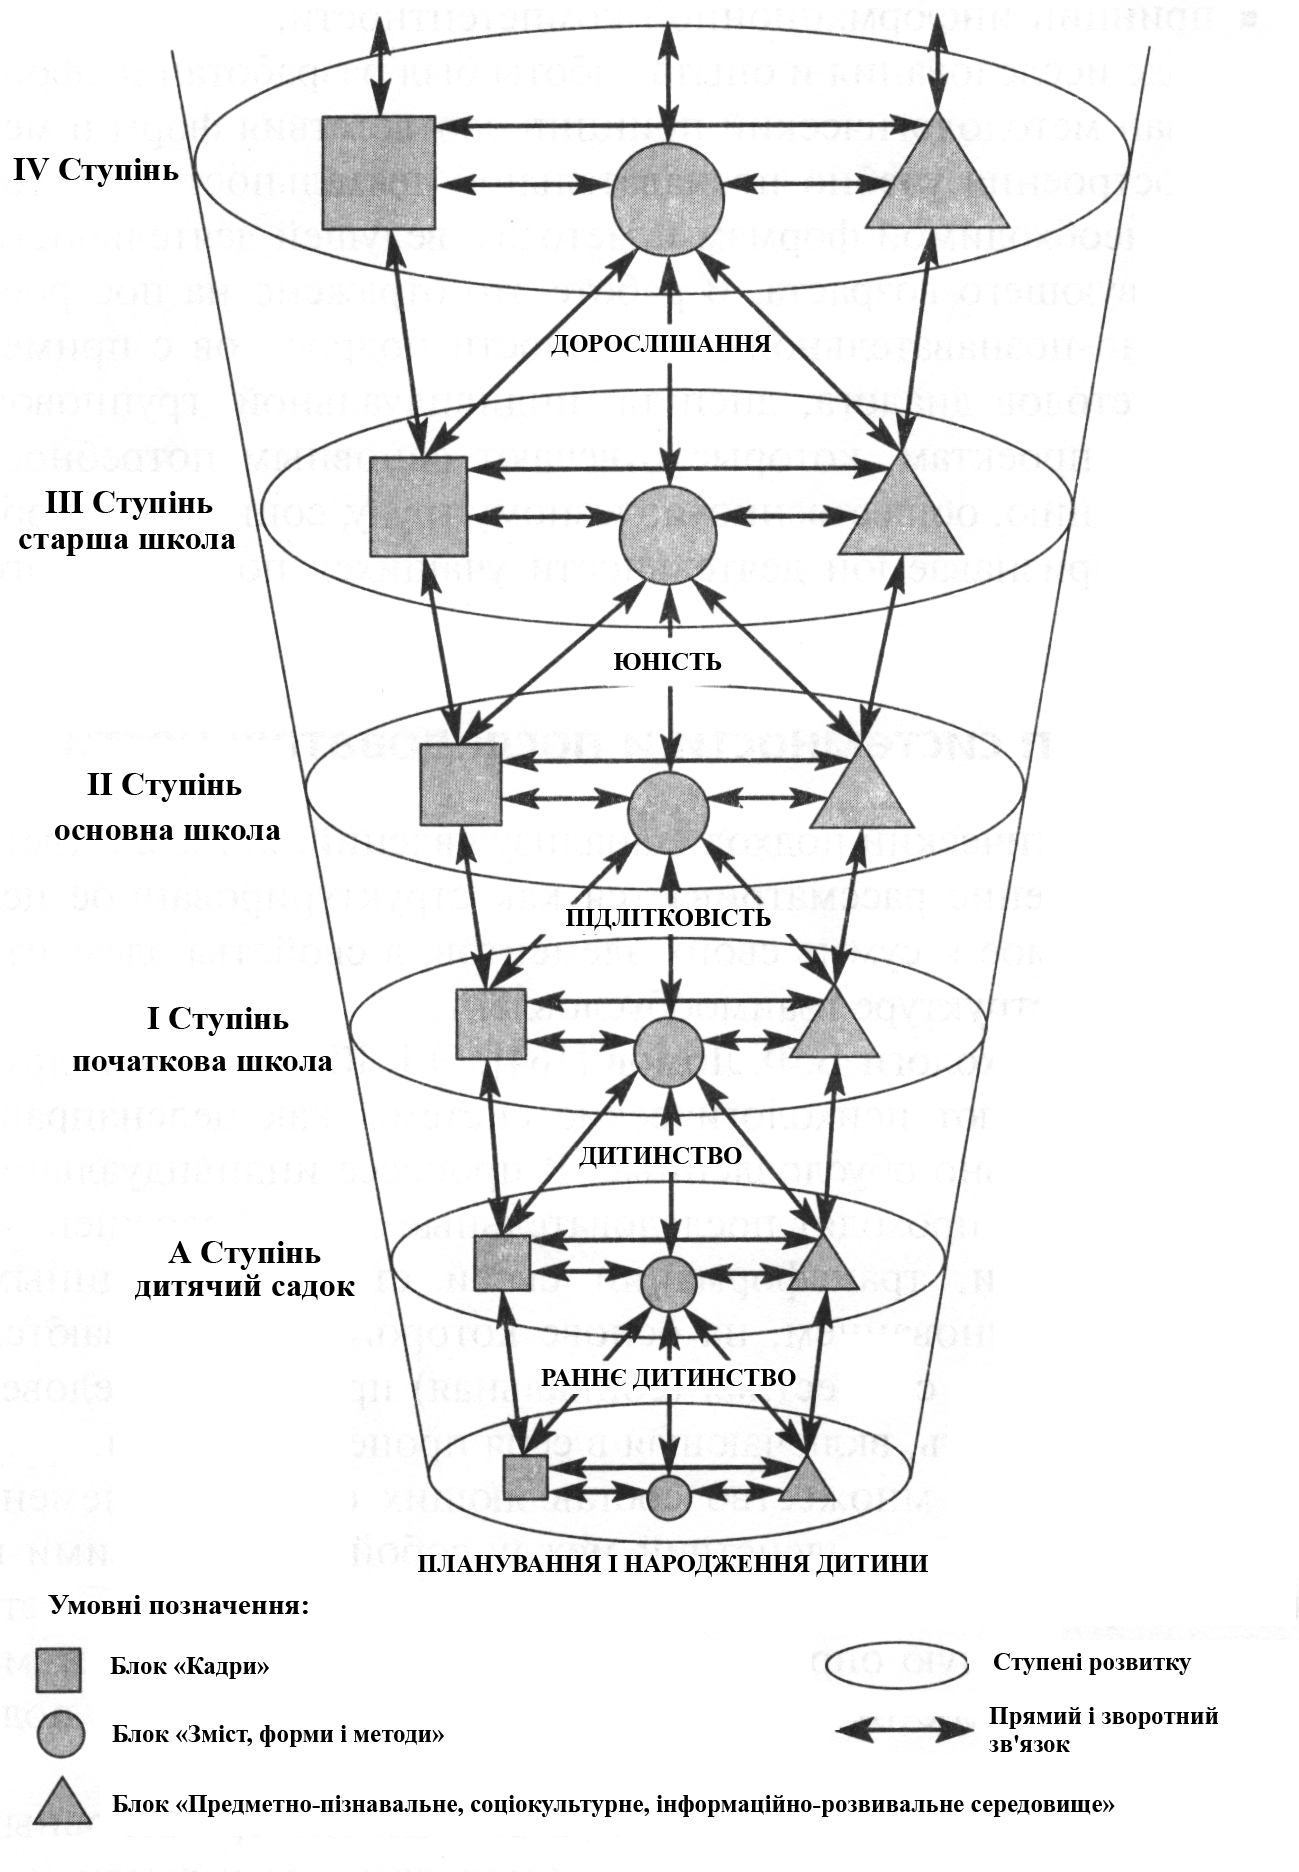 IV Ступінь
ДОРОСЛІШАННЯ
III Ступінь
старша школа
ЮНІСТЬ
II Ступінь
основна школа
ПІДЛІТКОВІСТЬ
I Ступінь
початкова школа
ДИТИНСТВО
А Ступінь
дитячий садок
РАННЄ ДИТИНСТВО
ПЛАНУВАННЯ І НАРОДЖЕННЯ ДИТИНИ
Умовні позначення:
Блок «Кадри»
Ступені розвитку
Блок «Зміст, форми і методи»
Прямий і зворотний
зв'язок
Блок «Предметно-пізнавальне, соціокультурне, інформаційно-розвивальне середовище»